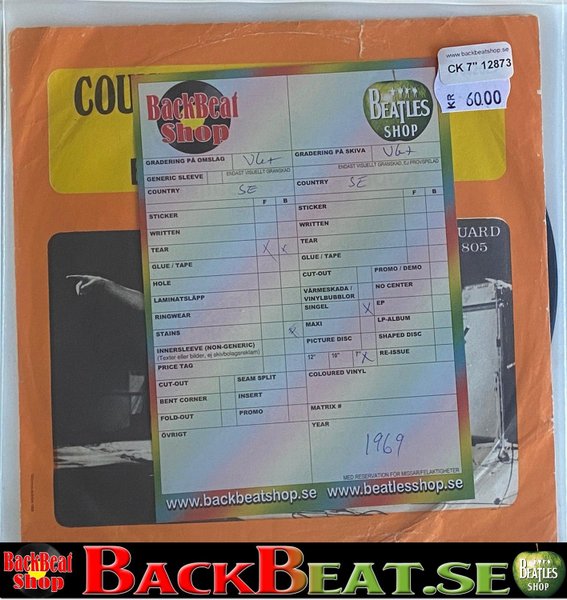 www.backbeatshop.se
CK 7" 12873
KR 60.00
COU
BackBeat
Shop
BEATLES
SHOP
GRADERING PÅ OMSLAG VG+
GRADERING PÅ SKIVA VG+
ENDAST VISUELLT GRANSKAD
ENDAST VISUELLT GRANSKAD, EJ PROVSPELAD
GENERIC SLEEVE
COUNTRY SE
COUNTRY SE
F B
F B
STICKER
STICKER
WRITTEN
WRITTEN
TEAR X X
TEAR
GLUE / TAPE
GLUE / TAPE
HOLE
CUT-OUT
PROMO / DEMO
LAMINATSLÄPP
VÄRMESKADA /
VINYLBUBBLOR
NO CENTER
RINGWEAR
SINGEL X
EP
STAINS X
MAXI
LP-ALBUM
INNERSLEEVE (NON-GENERIC)
(Texter eller bilder, ej skivbolagsreklam)
PICTURE DISC
SHAPED DISC
12" 10" 7" X
RE-ISSUE
PRICE TAG
COLOURED VINYL
CUT-OUT
SEAM SPLIT
BENT CORNER
INSERT
FOLD-OUT
PROMO
MATRIX #
ÖVRIGT
YEAR
1969
MED RESERVATION FÖR MISSAR/FELAKTIGHETER
www.backbeatshop.se www.beatlesshop.se
UARD
805
BackBeat
Shop
BACKBEAT.SE
BEATLES
SHOP